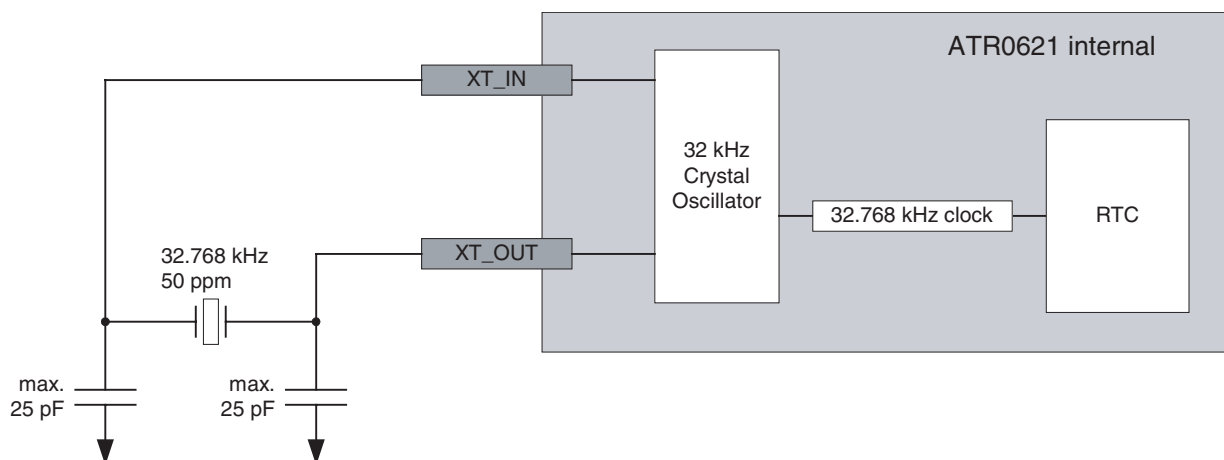 ATR0621 internal
XT_IN
32 kHz
Crystal
Oscillator
32.768 kHz clock
RTC
XT_OUT
32.768 kHz
50 ppm
max.
25 pF
max.
25 pF